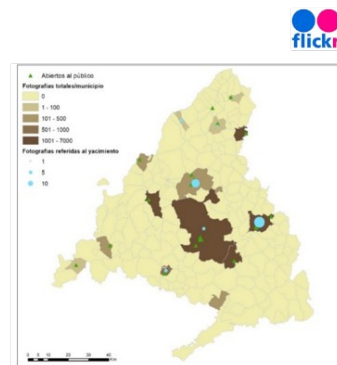 flickr
Abiertos al público
Fotografías totales/municipio
0
1 - 100
101 - 500
501 - 1000
1001 - 7000
Fotografías referidas al yacimiento
1
5
10